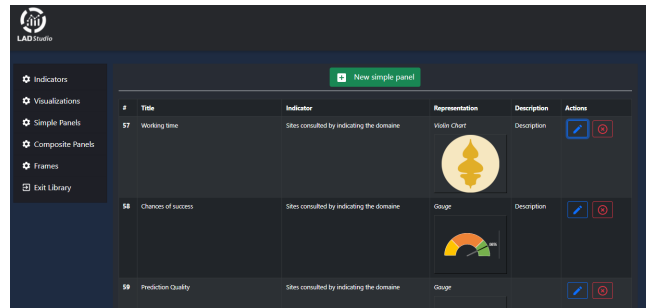 LAD Studio
Indicators
Visualizations
Simple Panels
Composite Panels
Frames
Exit Library
New simple panel
# Title Indicator Representation Description Actions
57 Working time Sites consulted by indicating the domaine Violin Chart Description
58 Chances of success Sites consulted by indicating the domaine Gauge Description
59 Prediction Quality Sites consulted by indicating the domaine Gauge